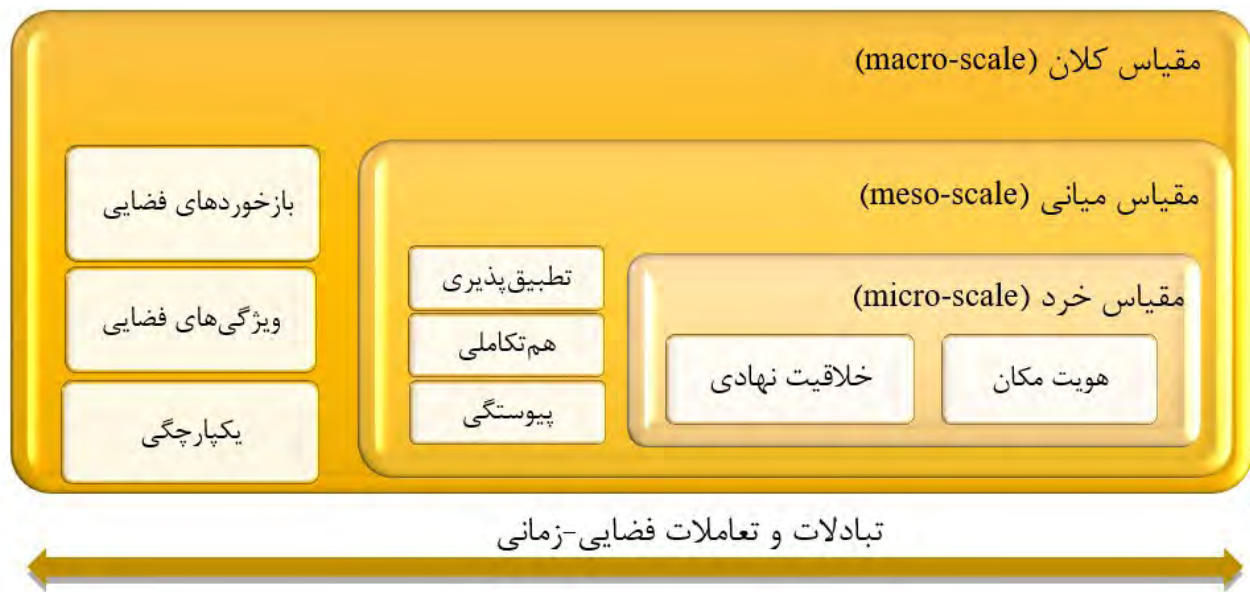 مقیاس کلان (macro-scale)
مقیاس میانی (meso-scale)
مقیاس خرد (micro-scale)
هویت مکان
خلاقیت نهادی
تطبیق‌پذیری
هم‌تکاملی
پیوستگی
بازخوردهای فضایی
ویژگی‌های فضایی
یکپارچگی
تبادلات و تعاملات فضایی-زمانی